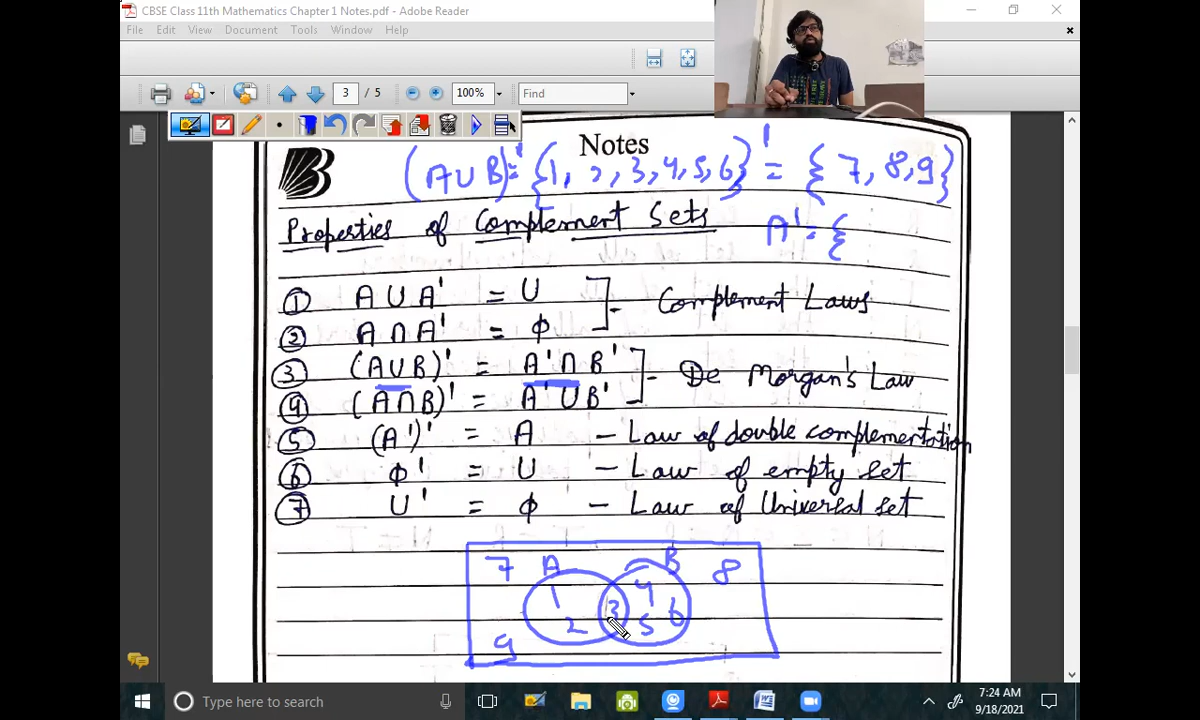 CBSE Class 11th Mathematics Chapter 1 Notes.pdf - Adobe Reader
File Edit View Document Tools Window Help
3 / 5 100% Find
Notes
(A∪B)' = {1, 2, 3, 4, 5, 6}' = {7, 8, 9}
Properties of Complement Sets
A' = {
① A ∪ A' = U
Complement Laws
② A ∩ A' = ϕ
③ (A∪B)' = A'∩B'
De Morgan's Law
④ (A∩B)' = A'∪B'
⑤ (A')' = A – Law of double complementation
⑥ ϕ' = U – Law of empty set
⑦ U' = ϕ – Law of Universal set
7 A B 8
1 4
3 6
2 5
9
Type here to search
7:24 AM
9/18/2021